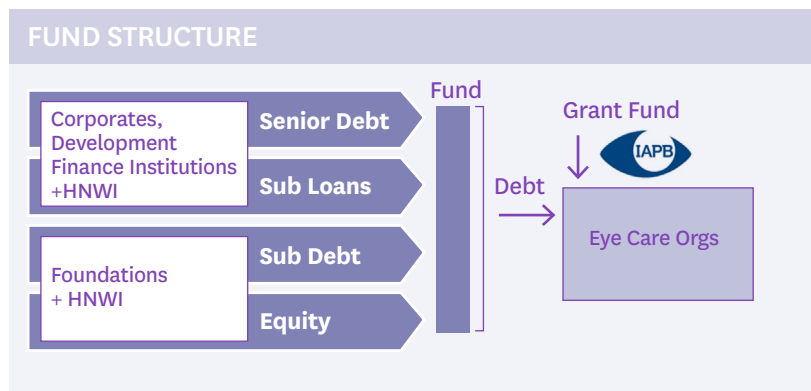 FUND STRUCTURE
Corporates,
Development
Finance Institutions
+HNWI
Senior Debt
Sub Loans
Foundations
+ HNWI
Sub Debt
Equity
Fund
Debt
Grant Fund
IAPB
Eye Care Orgs